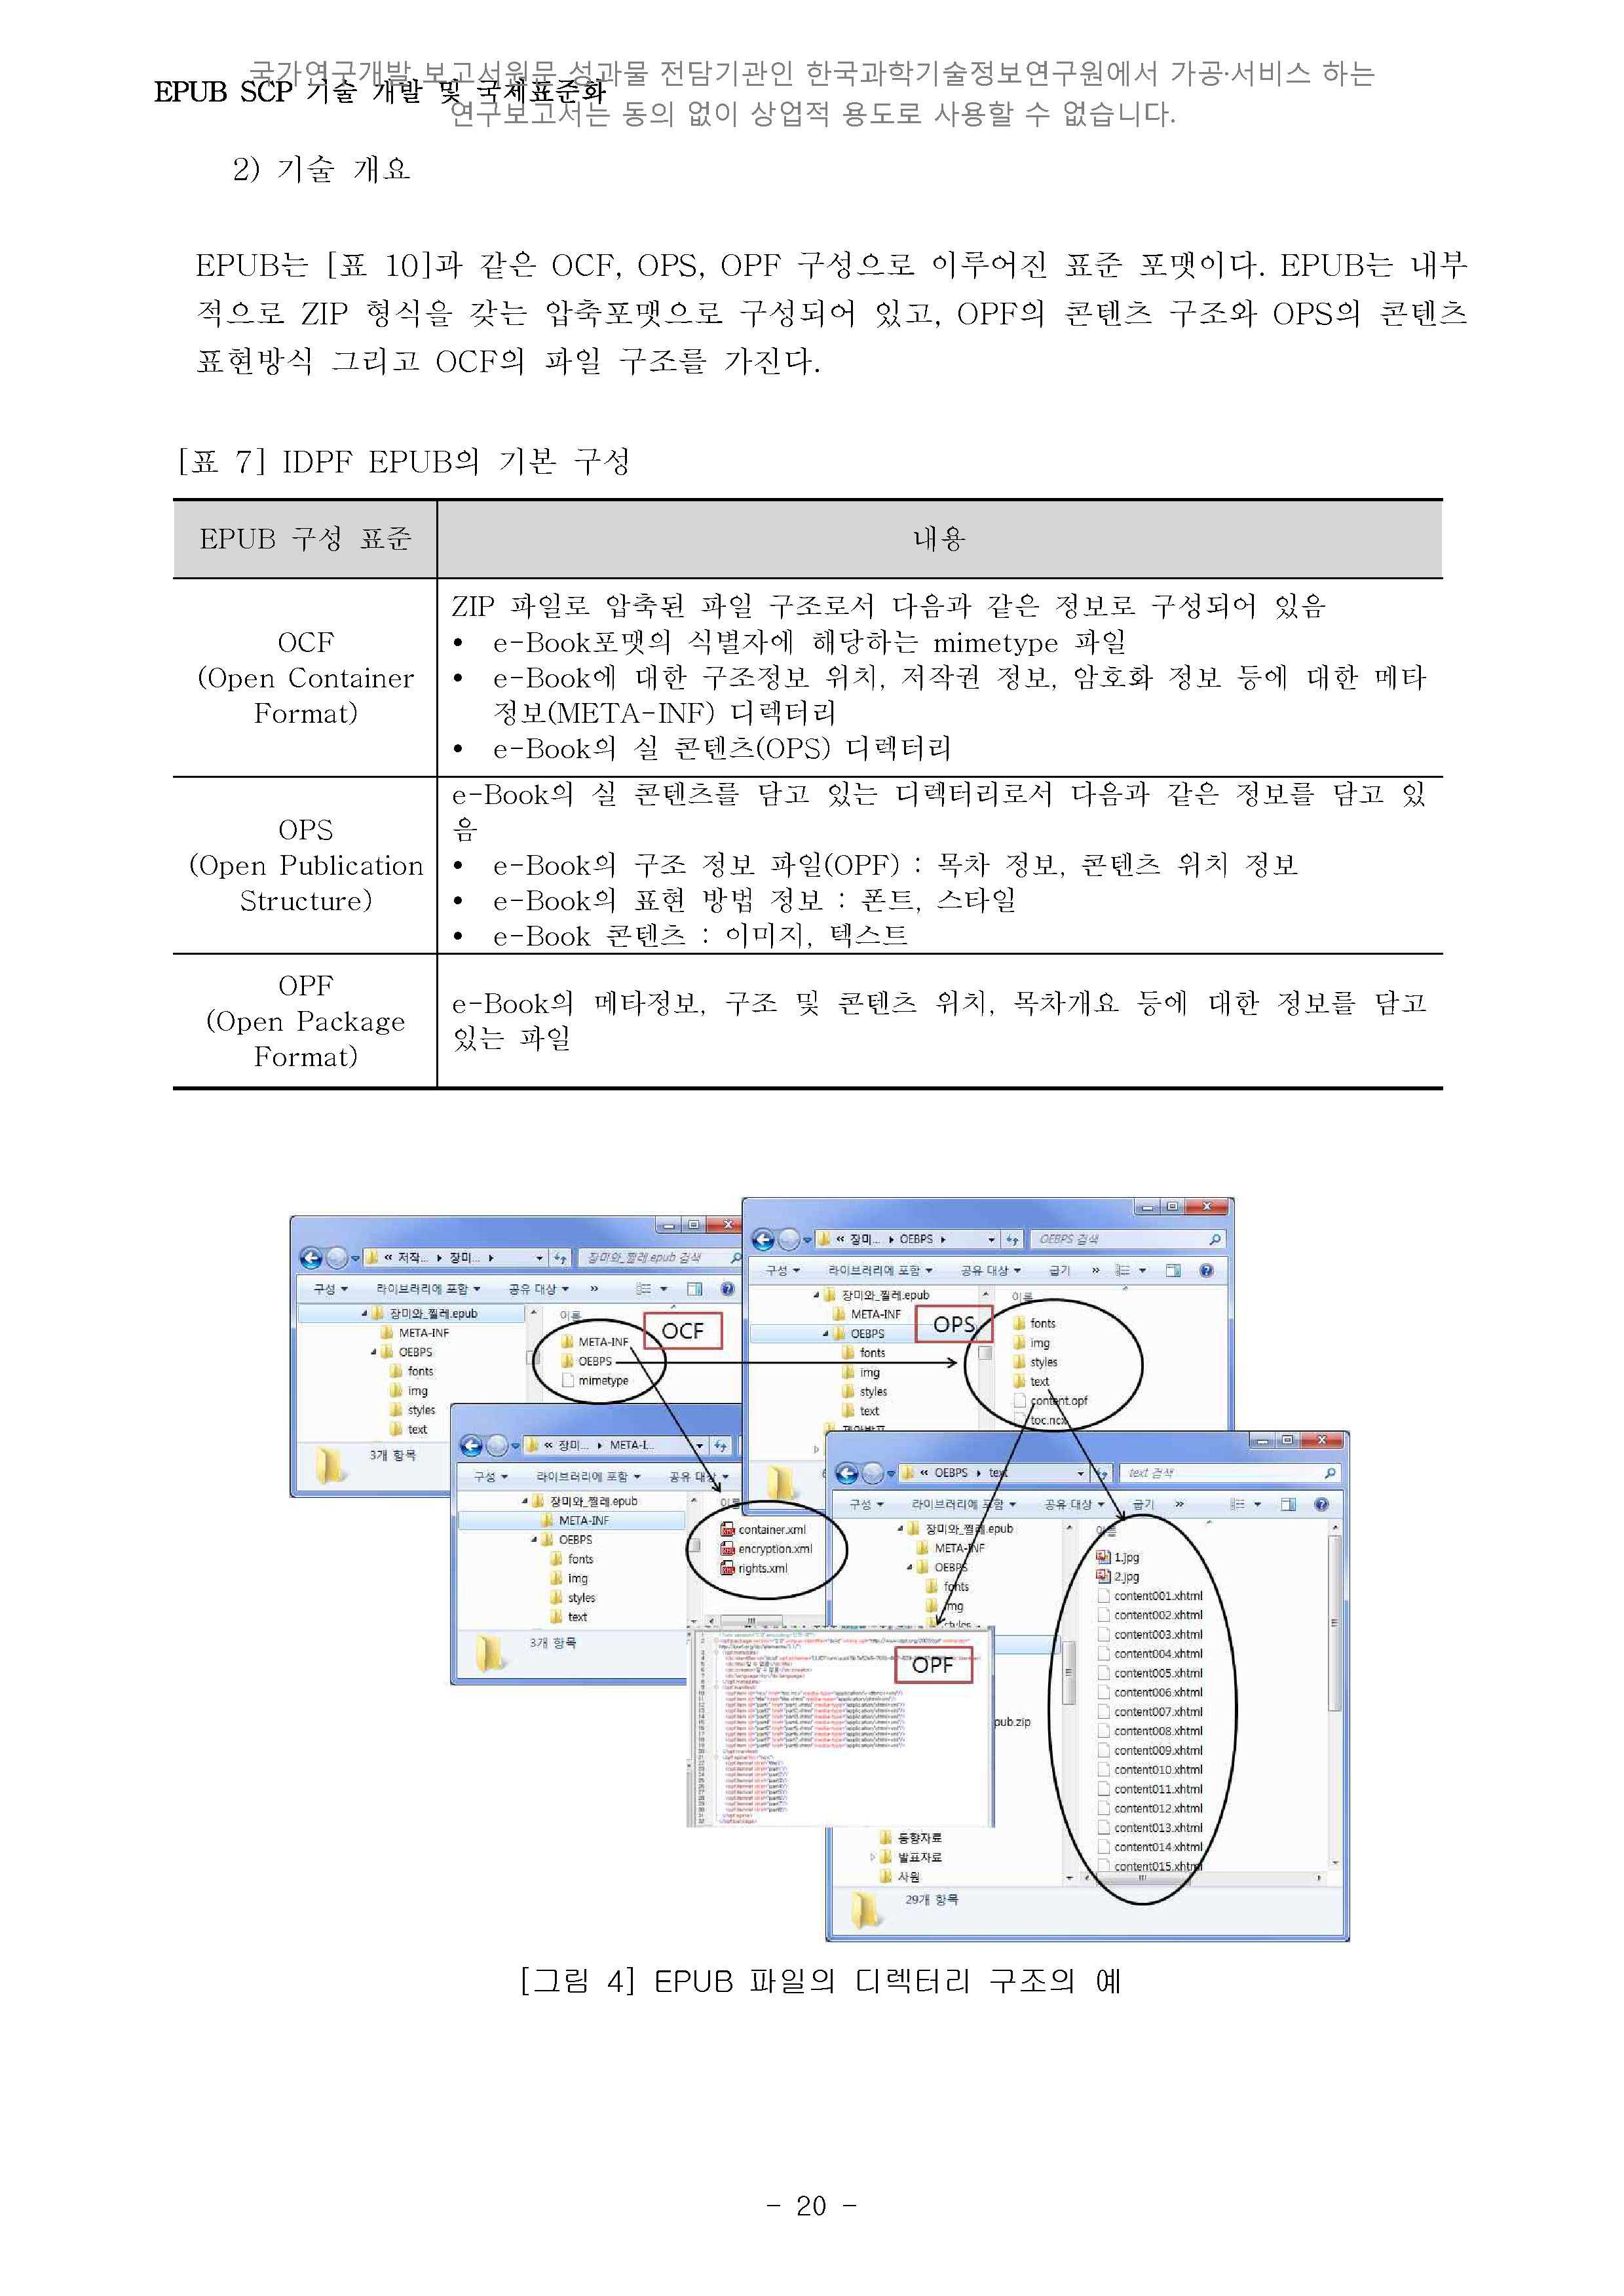 국가연구개발 보고서원문 성과물 전담기관인 한국과학기술정보연구원에서 가공·서비스 하는
연구보고서는 동의 없이 상업적 용도로 사용할 수 없습니다.
EPUB SCP 기술 개발 및 국제표준화
2) 기술 개요
EPUB는 [표 10]과 같은 OCF, OPS, OPF 구성으로 이루어진 표준 포맷이다. EPUB는 내부
적으로 ZIP 형식을 갖는 압축포맷으로 구성되어 있고, OPF의 콘텐츠 구조와 OPS의 콘텐츠
표현방식 그리고 OCF의 파일 구조를 가진다.
[표 7] IDPF EPUB의 기본 구성
EPUB 구성 표준
내용
OCF
(Open Container
Format)
ZIP 파일로 압축된 파일 구조로서 다음과 같은 정보로 구성되어 있음
• e-Book포맷의 식별자에 해당하는 mimetype 파일
• e-Book에 대한 구조정보 위치, 저작권 정보, 암호화 정보 등에 대한 메타
정보(META-INF) 디렉터리
• e-Book의 실 콘텐츠(OPS) 디렉터리
OPS
(Open Publication
Structure)
e-Book의 실 콘텐츠를 담고 있는 디렉터리로서 다음과 같은 정보를 담고 있
음
• e-Book의 구조 정보 파일(OPF) : 목차 정보, 콘텐츠 위치 정보
• e-Book의 표현 방법 정보 : 폰트, 스타일
• e-Book 콘텐츠 : 이미지, 텍스트
OPF
(Open Package
Format)
e-Book의 메타정보, 구조 및 콘텐츠 위치, 목차개요 등에 대한 정보를 담고
있는 파일
« 저작... ▸ 장미... ▸
장미와_찔레.epub 검색
구성 라이브러리에 포함 공유 대상 »
장미와_찔레.epub
META-INF
OEBPS
fonts
img
styles
text
3개 항목
이름
META-INF
OEBPS
mimetype
OCF
« 장미... ▸ OEBPS ▸
OEBPS 검색
구성 라이브러리에 포함 공유 대상 굽기 »
장미와_찔레.epub
META-INF
OEBPS
fonts
img
styles
text
OPS
이름
fonts
img
styles
text
content.opf
toc.ncx
« 장미... ▸ META-I...
구성 라이브러리에 포함 공유 대상
장미와_찔레.epub
META-INF
OEBPS
fonts
img
styles
text
3개 항목
container.xml
encryption.xml
rights.xml
« OEBPS ▸ text
text 검색
구성 라이브러리에 포함 공유 대상 굽기 »
장미와_찔레.epub
META-INF
OEBPS
fonts
img
styles
OPF
pub.zip
동향자료
발표자료
사원
29개 항목
이름
1.jpg
2.jpg
content001.xhtml
content002.xhtml
content003.xhtml
content004.xhtml
content005.xhtml
content006.xhtml
content007.xhtml
content008.xhtml
content009.xhtml
content010.xhtml
content011.xhtml
content012.xhtml
content013.xhtml
content014.xhtml
content015.xhtml
[그림 4] EPUB 파일의 디렉터리 구조의 예
- 20 -